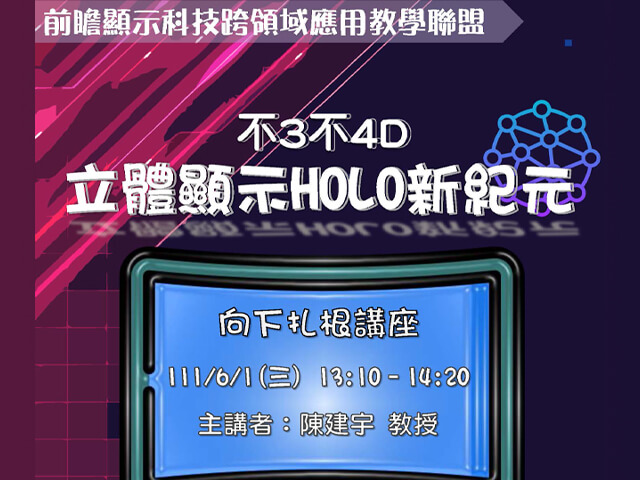 前瞻顯示科技跨領域應用教學聯盟
不3不4D
立體顯示HOLO新紀元
向下扎根講座
111/6/1(三) 13:10-14:20
主講者：陳建宇 教授